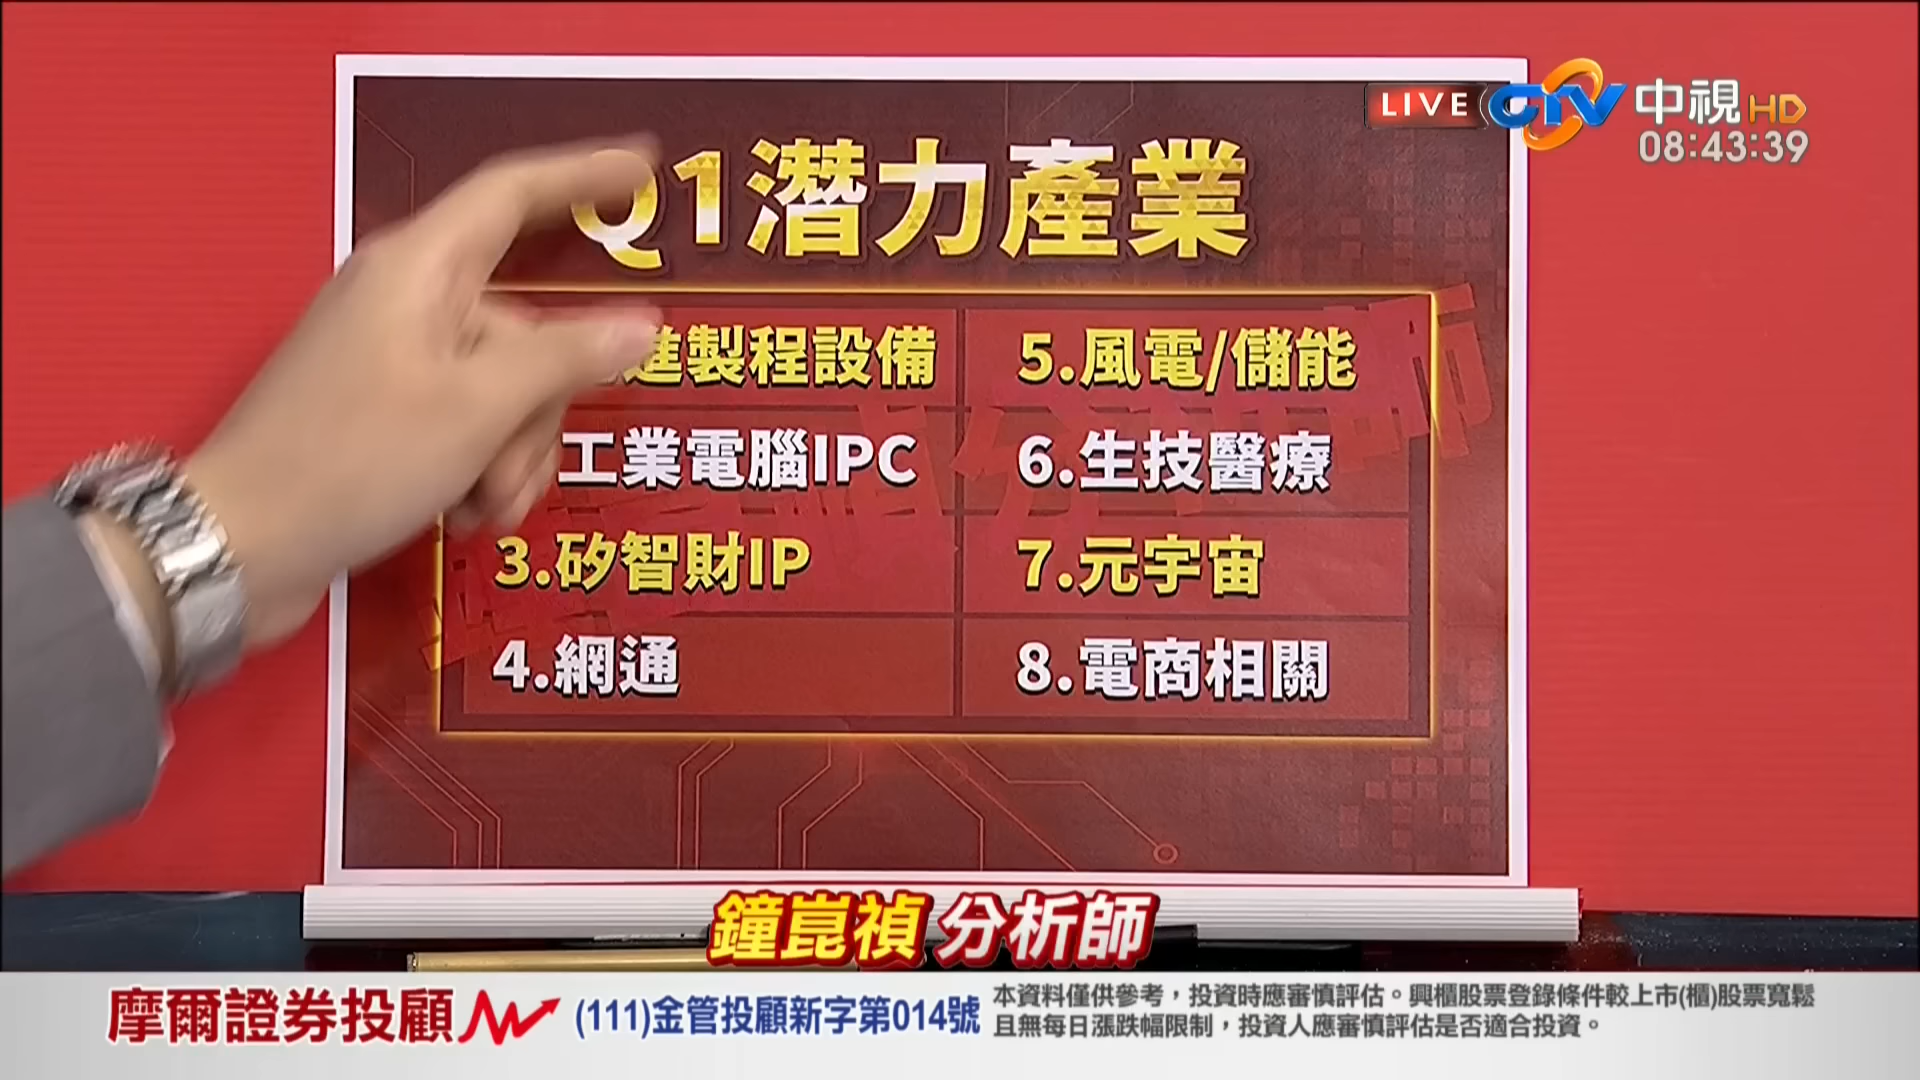 LIVE CTV 中視HD
08:43:39
Q1潛力產業
進製程設備
工業電腦IPC
3.矽智財IP
4.網通
5.風電/儲能
6.生技醫療
7.元宇宙
8.電商相關
鐘崑禎 分析師
摩爾證券投顧
(111)金管投顧新字第014號
本資料僅供參考，投資時應審慎評估。興櫃股票登錄條件較上市(櫃)股票寬鬆
且無每日漲跌幅限制，投資人應審慎評估是否適合投資。